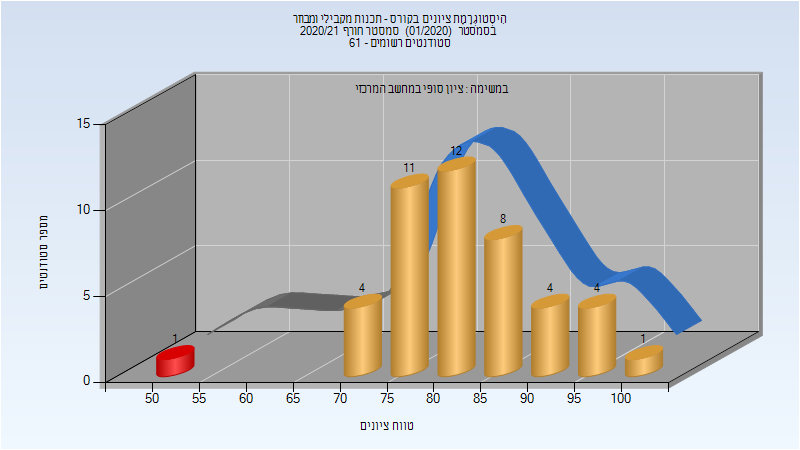 היסטוגרמת ציונים בקורס - תכנות מקבילי ומבוזר
בסמסטר (01/2020) סמסטר חורף 2020/21
סטודנטים רשומים - 61
במשימה : ציון סופי במחשב המרכזי
מספר סטודנטים
15
10
5
0
1
4
11
12
8
4
4
1
50 55 60 65 70 75 80 85 90 95 100
טווח ציונים